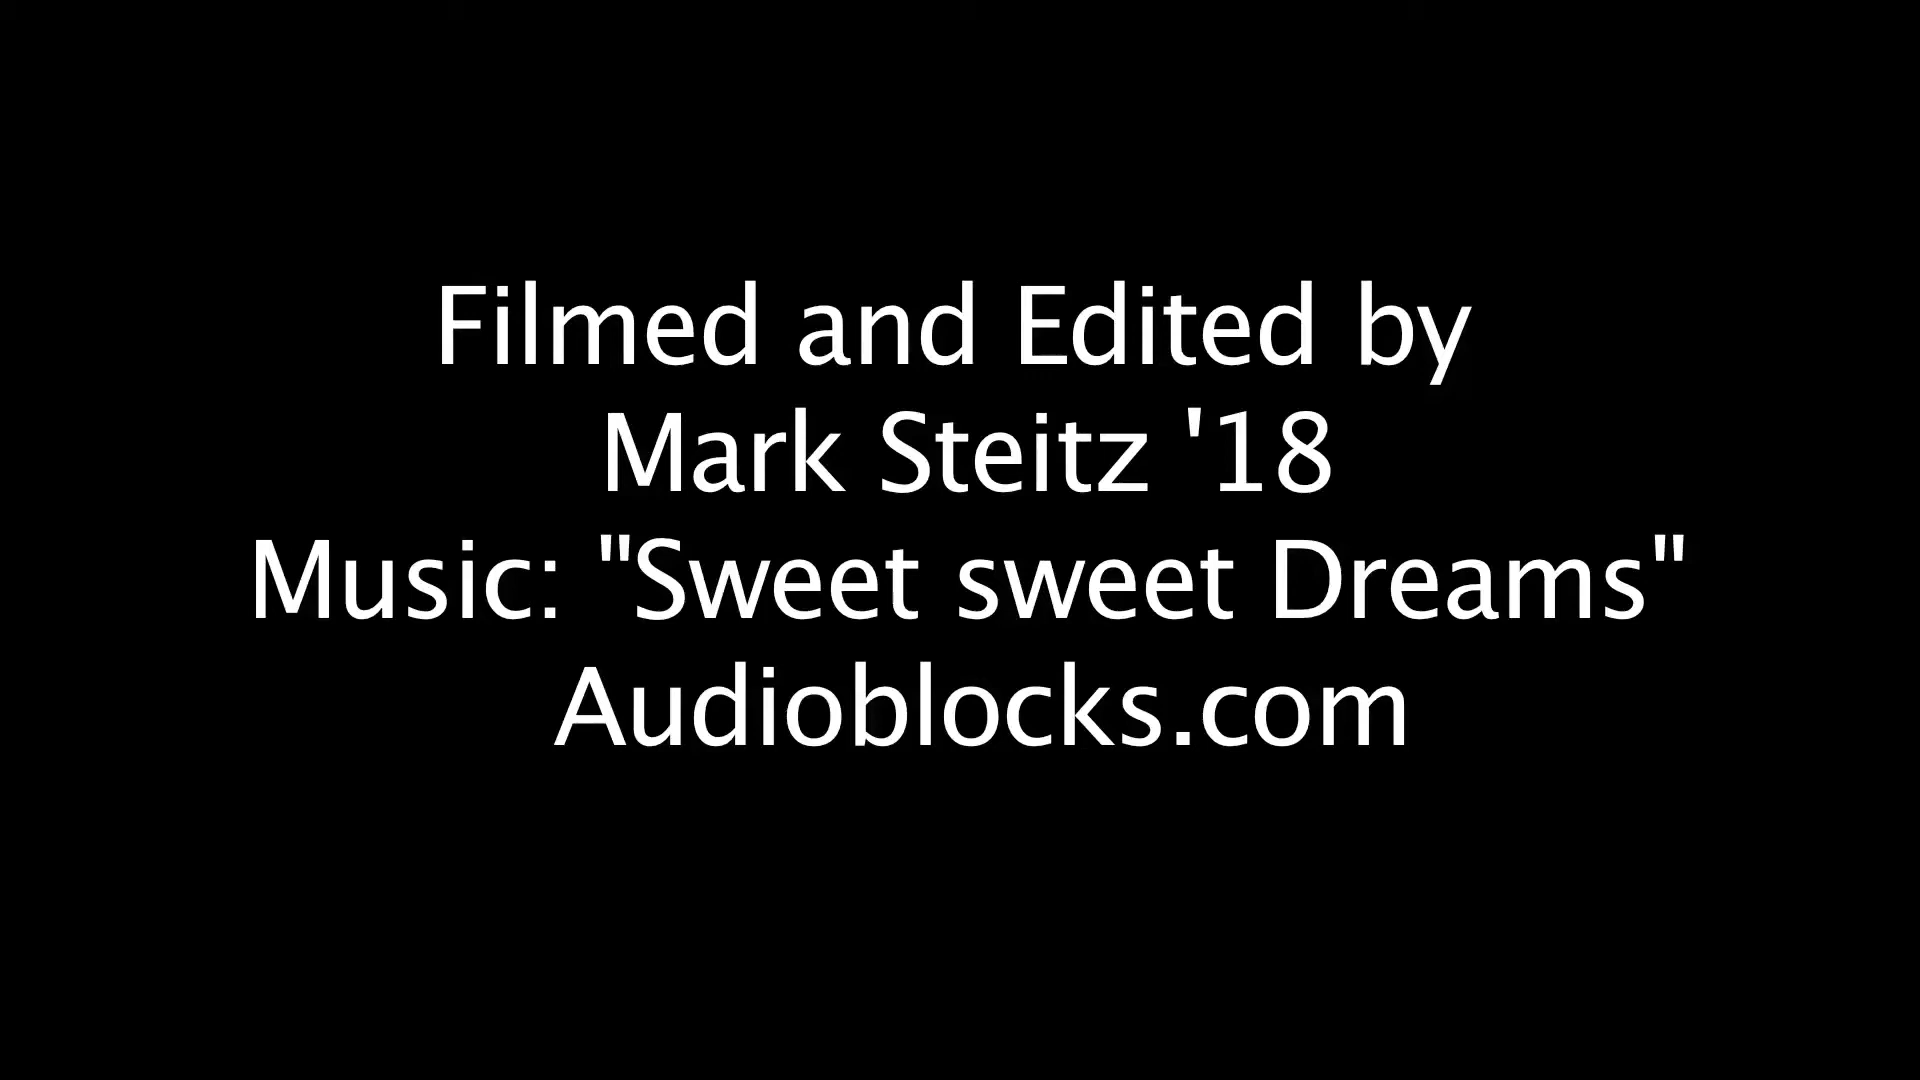 Filmed and Edited by
Mark Steitz '18
Music: "Sweet sweet Dreams"
Audioblocks.com